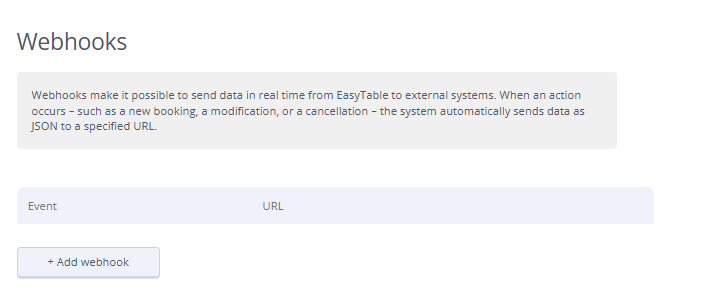 Webhooks
Webhooks make it possible to send data in real time from EasyTable to external systems. When an action
occurs – such as a new booking, a modification, or a cancellation – the system automatically sends data as
JSON to a specified URL.
Event URL
+ Add webhook